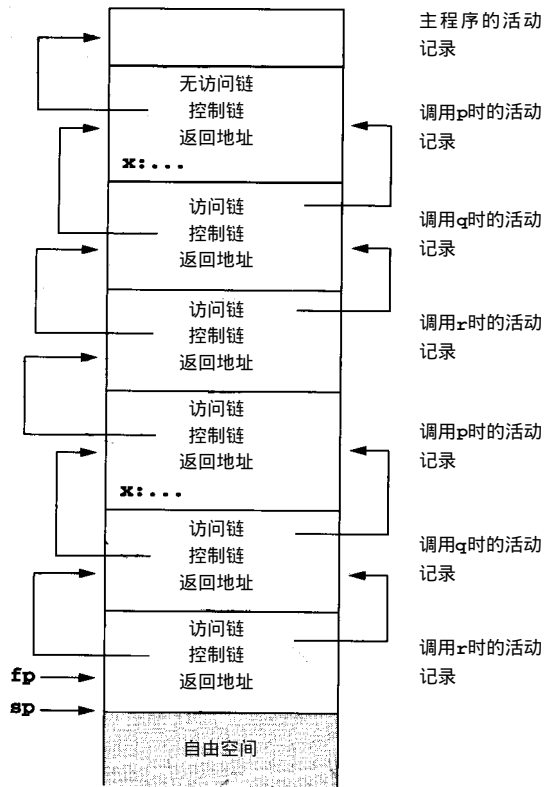 主程序的活动
记录
无访问链
控制链
返回地址
x:...
调用p时的活动
记录
访问链
控制链
返回地址
调用q时的活动
记录
访问链
控制链
返回地址
调用r时的活动
记录
访问链
控制链
返回地址
x:...
调用p时的活动
记录
访问链
控制链
返回地址
调用q时的活动
记录
访问链
控制链
返回地址
调用r时的活动
记录
fp
sp
自由空间